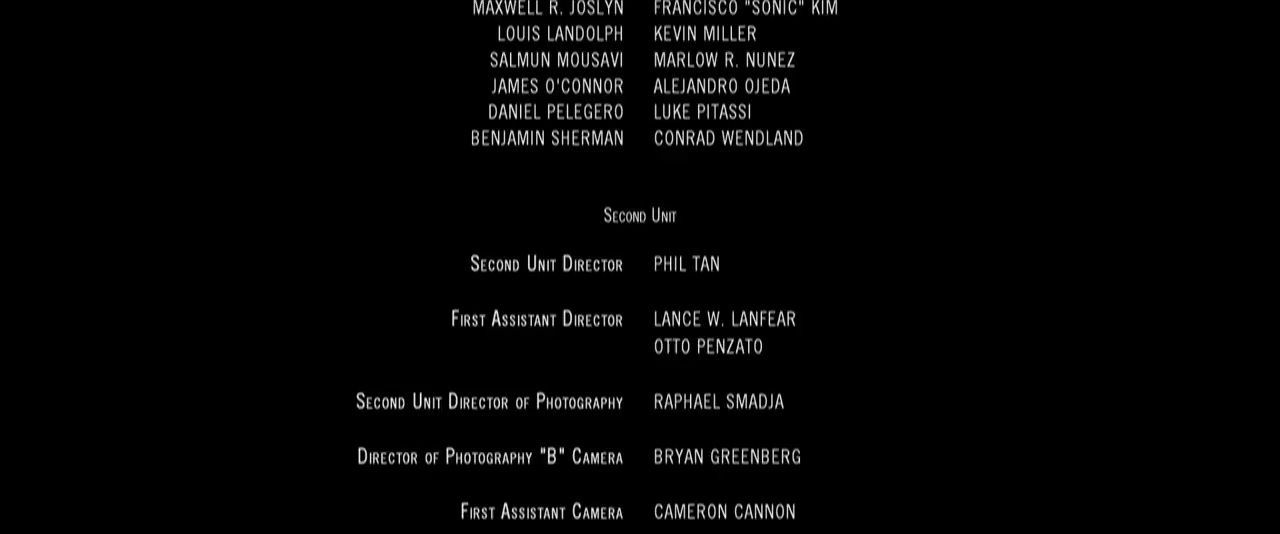 MAXWELL R. JOSLYN FRANCISCO "SONIC" KIM
LOUIS LANDOLPH KEVIN MILLER
SALMUN MOUSAVI MARLOW R. NUNEZ
JAMES O'CONNOR ALEJANDRO OJEDA
DANIEL PELEGERO LUKE PITASSI
BENJAMIN SHERMAN CONRAD WENDLAND
SECOND UNIT
SECOND UNIT DIRECTOR PHIL TAN
FIRST ASSISTANT DIRECTOR LANCE W. LANFEAR
OTTO PENZATO
SECOND UNIT DIRECTOR OF PHOTOGRAPHY RAPHAEL SMADJA
DIRECTOR OF PHOTOGRAPHY "B" CAMERA BRYAN GREENBERG
FIRST ASSISTANT CAMERA CAMERON CANNON